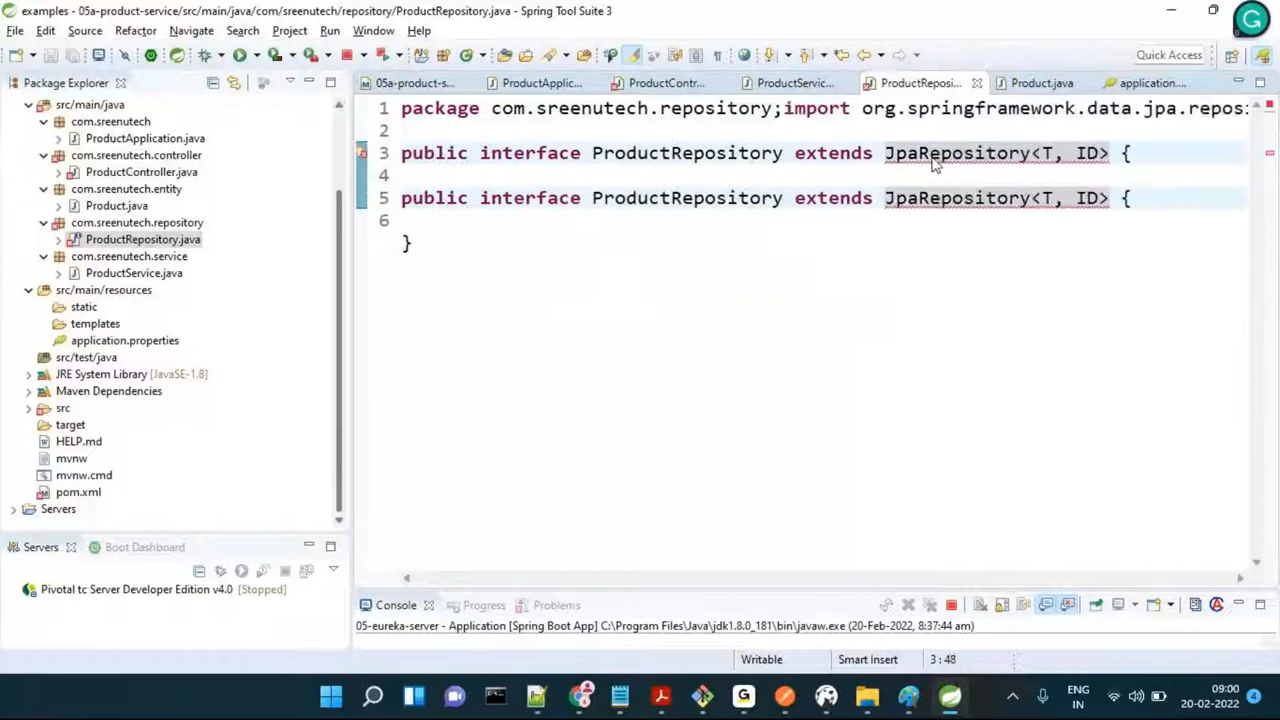 examples - 05a-product-service/src/main/java/com/sreenutech/repository/ProductRepository.java - Spring Tool Suite 3
File Edit Source Refactor Navigate Search Project Run Window Help
Quick Access
Package Explorer
05a-product-s...
ProductApplic...
ProductContr...
ProductServic...
ProductReposi...
Product.java
application....
src/main/java
com.sreenutech
ProductApplication.java
com.sreenutech.controller
ProductController.java
com.sreenutech.entity
Product.java
com.sreenutech.repository
ProductRepository.java
com.sreenutech.service
ProductService.java
src/main/resources
static
templates
application.properties
src/test/java
JRE System Library [JavaSE-1.8]
Maven Dependencies
src
target
HELP.md
mvnw
mvnw.cmd
pom.xml
Servers
1 package com.sreenutech.repository;import org.springframework.data.jpa.repos:
2
3 public interface ProductRepository extends JpaRepository<T, ID> {
4
5 public interface ProductRepository extends JpaRepository<T, ID> {
6
}
Servers
Boot Dashboard
Pivotal tc Server Developer Edition v4.0 [Stopped]
Console
Progress
Problems
05-eureka-server - Application [Spring Boot App] C:\Program Files\Java\jdk1.8.0_181\bin\javaw.exe (20-Feb-2022, 8:37:44 am)
Writable
Smart Insert
3 : 48
ENG
IN
09:00
20-02-2022